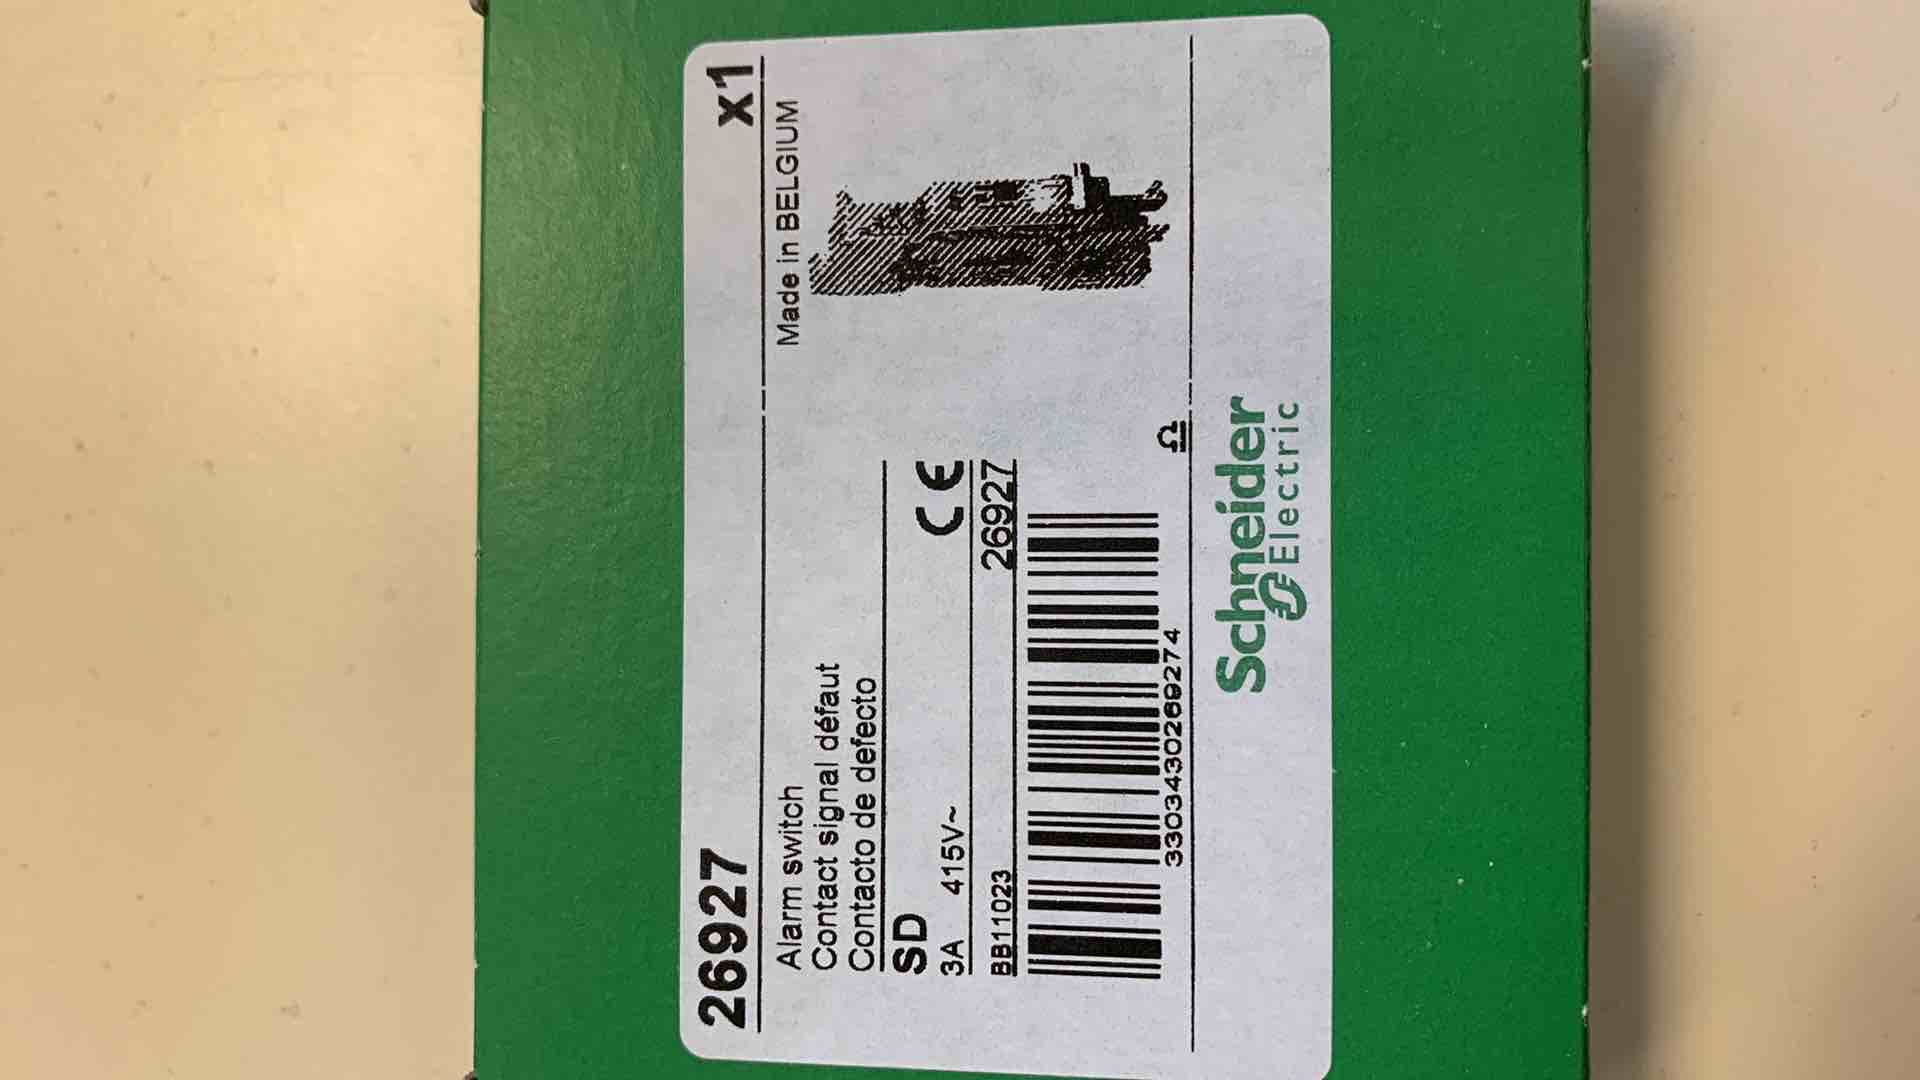 26927 x1
Alarm switch Made in BELGIUM
Contact signal défaut
Contacto de defecto
SD
3A 415V~ CE
BB11023 26927
3303430269274
Schneider
Electric